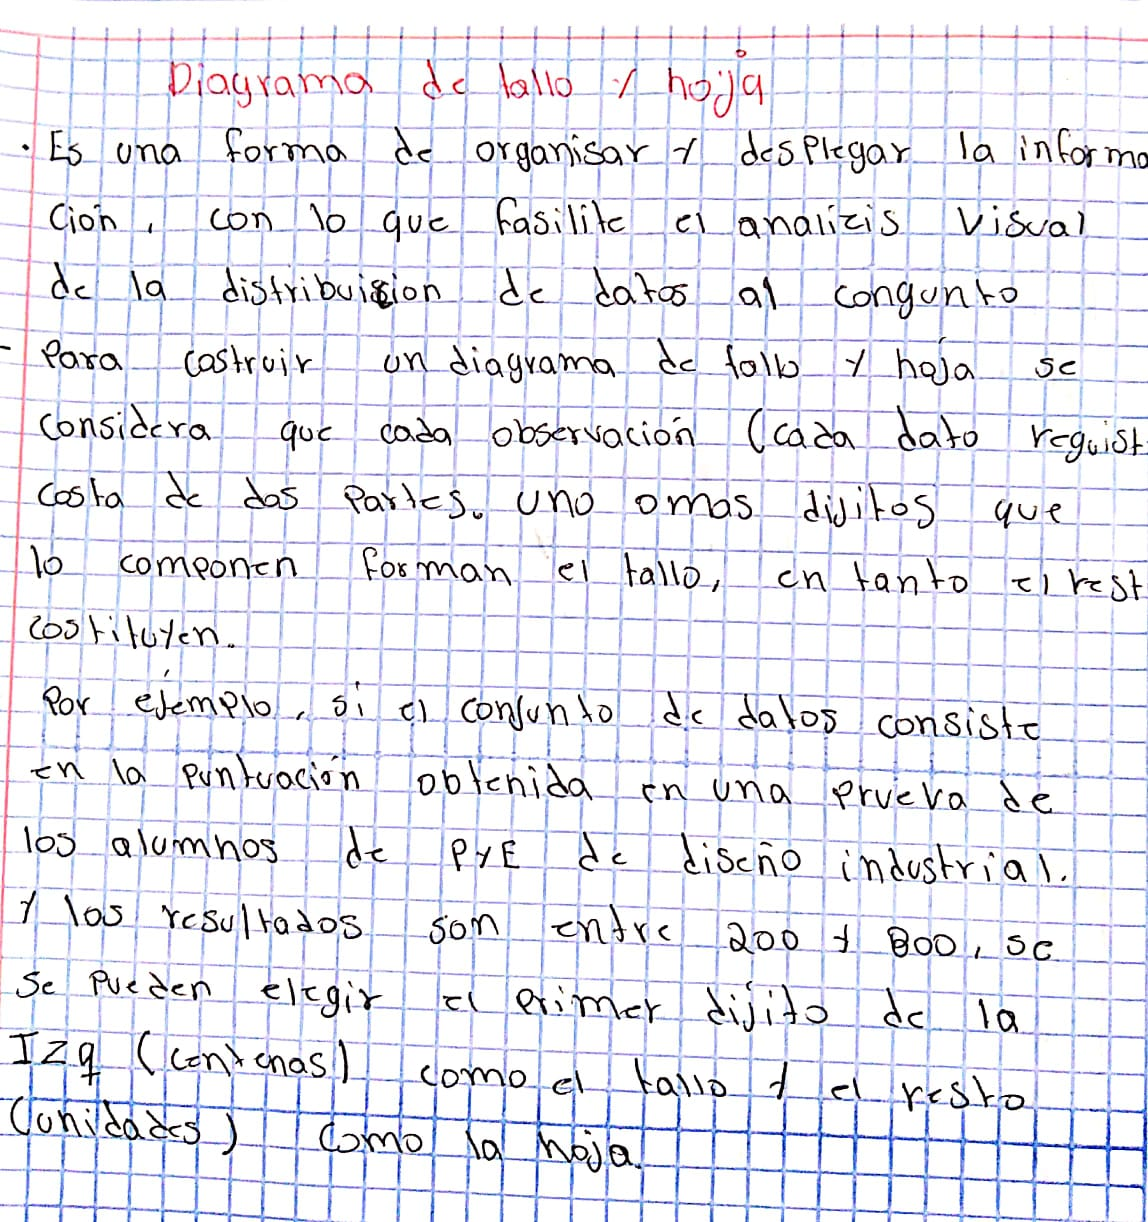 Diagrama de tallo y hoja
· Es una forma de organisar y desplegar la informa
cion, con lo que fasilite el analizis visual
de la distribuision de datos al congunto
- Para costruir un diagrama de tallo y hoja se
considera que cada observación (cada dato reguist
costa de dos partes. uno omas dijitos que
lo componen forman el tallo, en tanto el rest
costituyen.
Por ejemplo, si el conjunto de datos consiste
en la puntuación obtenida en una prueva de
los alumnos de PYE de diseño industrial.
Y los resultados son entre 200 y 800, se
se pueden elegir el primer dijito de la
Izq (centenas) como el tallo y el resto
(unidades) como la hoja.